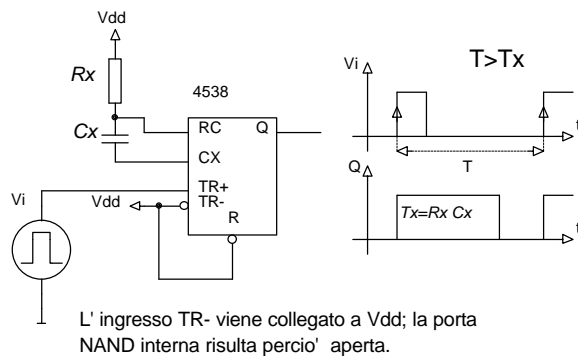 Vdd
Rx
4538
Cx
RC
Q
CX
TR+
TR-
R
Vdd
Vi
T>Tx
Vi
t
T
Q
Tx=Rx Cx
t
L' ingresso TR- viene collegato a Vdd; la porta
NAND interna risulta percio' aperta.